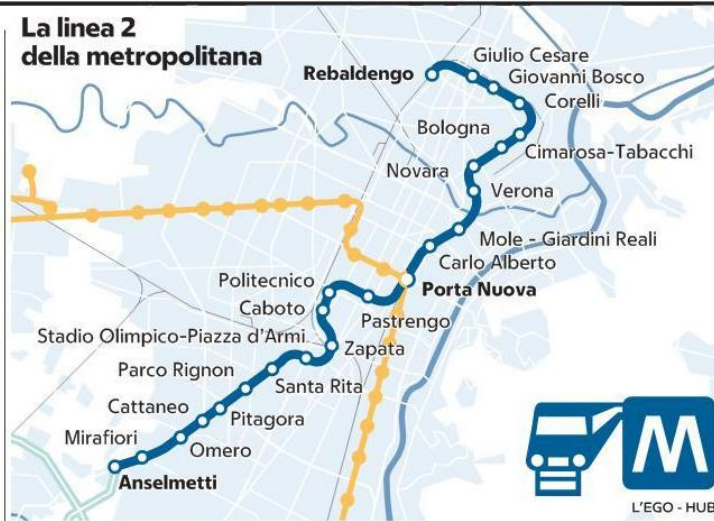 La linea 2
della metropolitana
Rebaldengo
Giulio Cesare
Giovanni Bosco
Corelli
Bologna
Cimarosa-Tabacchi
Novara
Verona
Mole - Giardini Reali
Carlo Alberto
Porta Nuova
Politecnico
Pastrengo
Caboto
Stadio Olimpico-Piazza d'Armi
Zapata
Parco Rignon
Santa Rita
Cattaneo
Pitagora
Mirafiori
Omero
Anselmetti
M
L'EGO - HUB